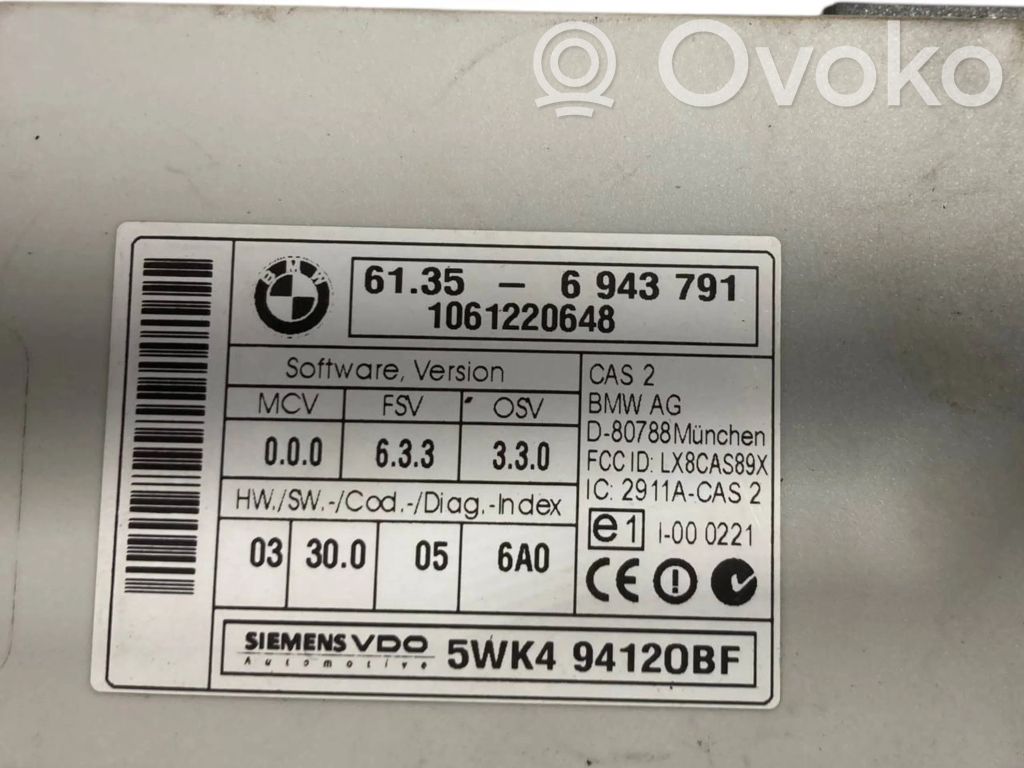 Ovoko
BMW
61.35 – 6 943 791
1061220648
Software, Version
MCV FSV OSV
0.0.0 6.3.3 3.3.0
HW./SW.-/Cod.-/Diag.-Index
03 30.0 05 6A0
CAS 2
BMW AG
D-80788München
FCC ID: LX8CAS89X
IC: 2911A-CAS 2
e1 I-00 0221
CE
SIEMENS VDO
Automotive
5WK4 94120BF